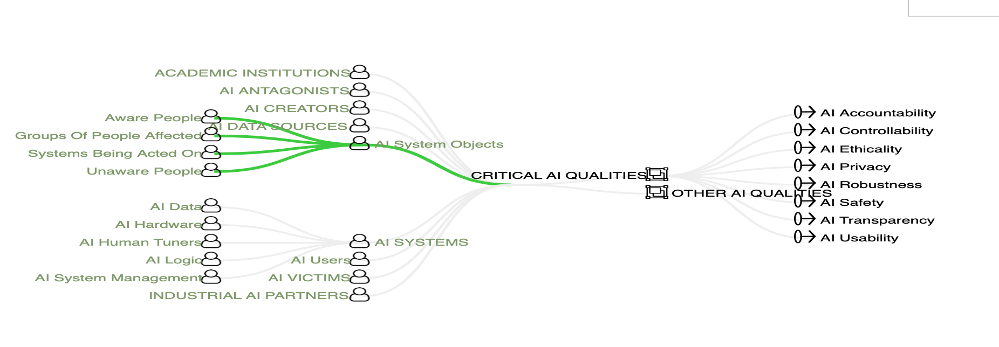 ACADEMIC INSTITUTIONS
AI ANTAGONISTS
AI CREATORS
AI DATA SOURCES
Aware People
Groups Of People Affected
Systems Being Acted On
Unaware People
AI System Objects
AI Data
AI Hardware
AI Human Tuners
AI Logic
AI System Management
AI SYSTEMS
AI Users
AI VICTIMS
INDUSTRIAL AI PARTNERS
CRITICAL AI QUALITIES
OTHER AI QUALITIES
AI Accountability
AI Controllability
AI Ethicality
AI Privacy
AI Robustness
AI Safety
AI Transparency
AI Usability